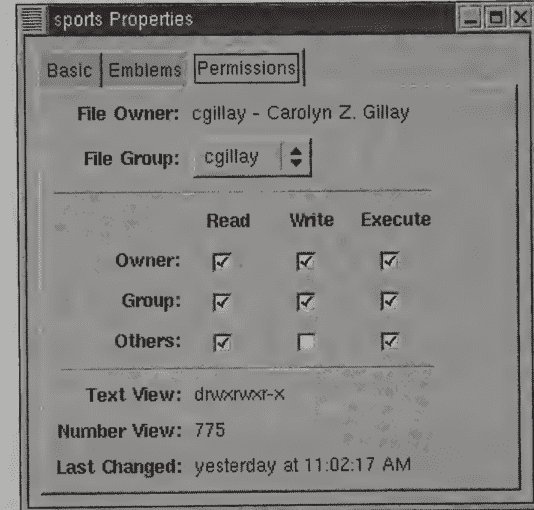 sports Properties
Basic Emblems Permissions
File Owner: cgillay - Carolyn Z. Gillay
File Group: cgillay
Read Write Execute
Owner:
Group:
Others:
Text View: drwxrwxr-x
Number View: 775
Last Changed: yesterday at 11:02:17 AM